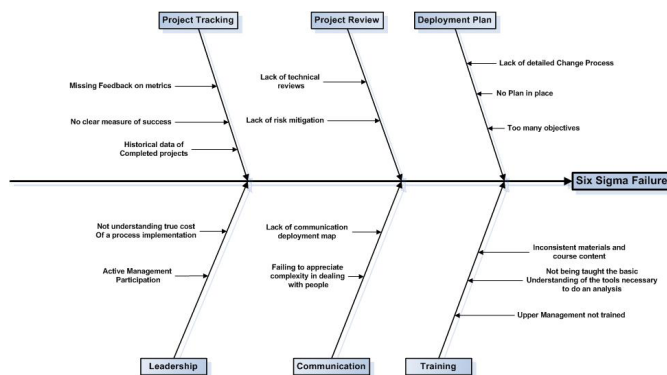 Project Tracking
Project Review
Deployment Plan
Missing Feedback on metrics
No clear measure of success
Historical data of
Completed projects
Lack of technical
reviews
Lack of risk mitigation
Lack of detailed Change Process
No Plan in place
Too many objectives
Six Sigma Failure
Not understanding true cost
Of a process implementation
Active Management
Participation
Lack of communication
deployment map
Failing to appreciate
complexity in dealing
with people
Inconsistent materials and
course content
Not being taught the basic
Understanding of the tools necessary
to do an analysis
Upper Management not trained
Leadership
Communication
Training